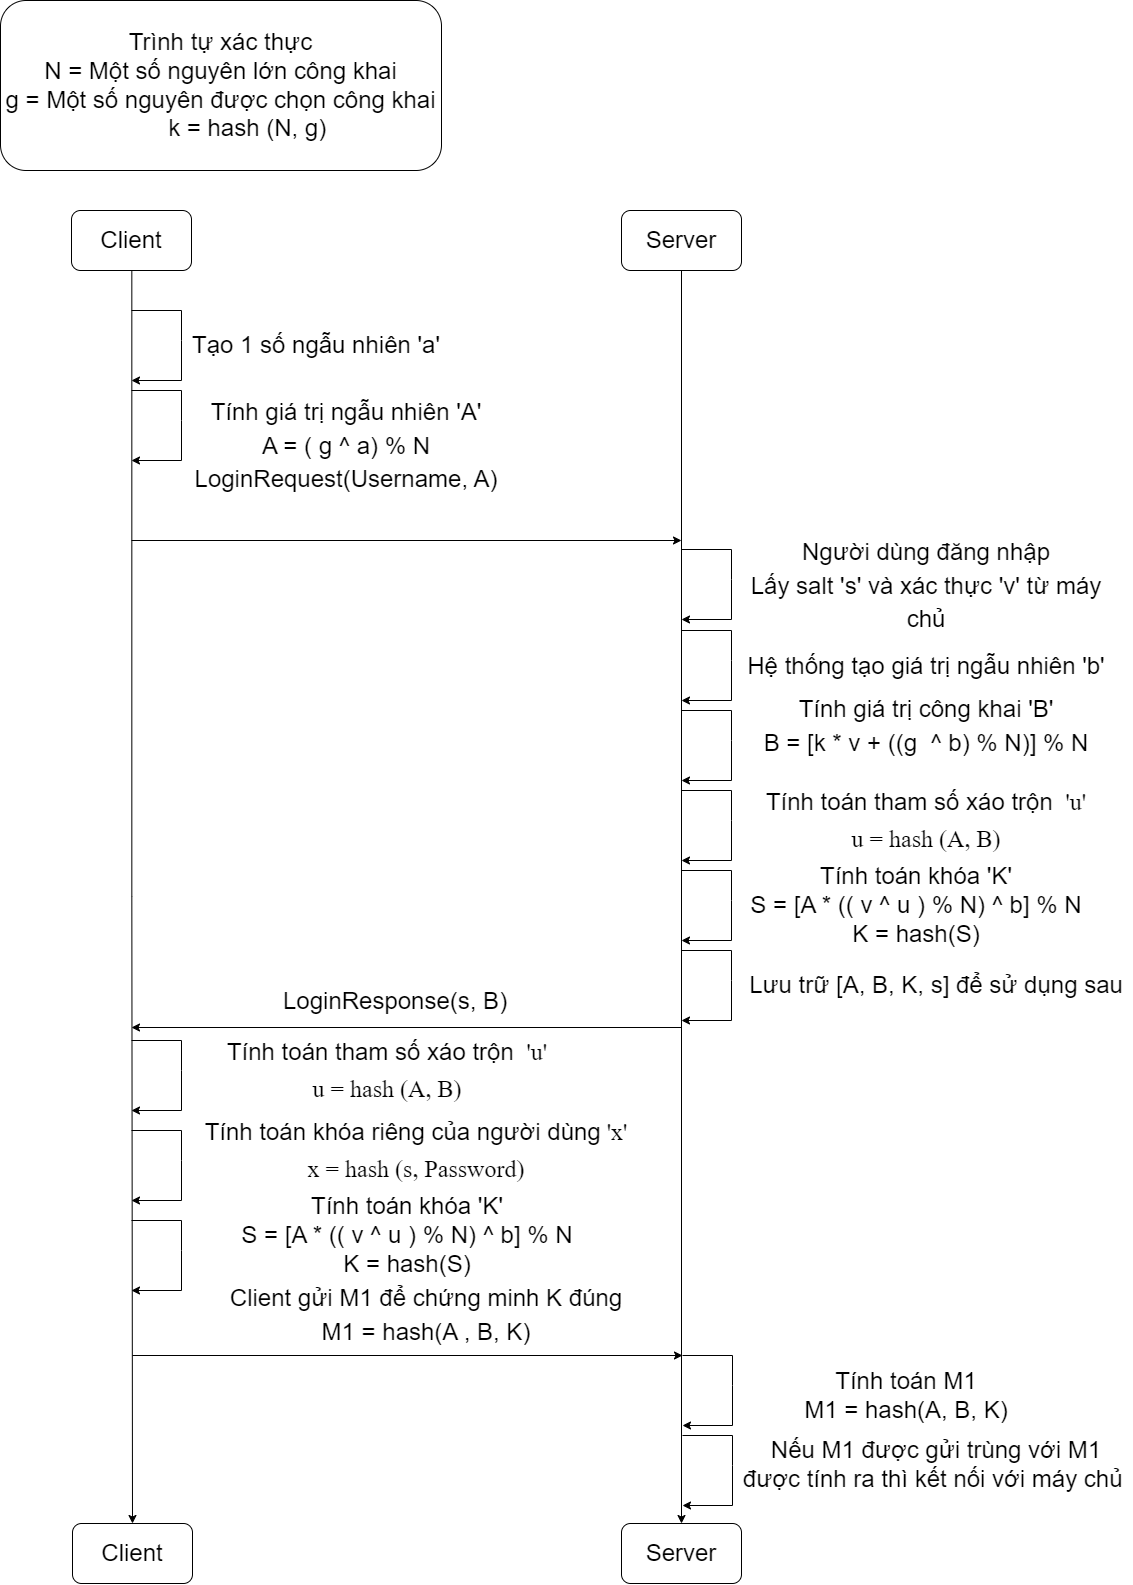 Trình tự xác thực
N = Một số nguyên lớn công khai
g = Một số nguyên được chọn công khai
k = hash (N, g)
Client
Server
Tạo 1 số ngẫu nhiên 'a'
Tính giá trị ngẫu nhiên 'A'
A = ( g ^ a) % N
LoginRequest(Username, A)
Người dùng đăng nhập
Lấy salt 's' và xác thực 'v' từ máy
chủ
Hệ thống tạo giá trị ngẫu nhiên 'b'
Tính giá trị công khai 'B'
B = [k * v + ((g ^ b) % N)] % N
Tính toán tham số xáo trộn 'u'
u = hash (A, B)
Tính toán khóa 'K'
S = [A * (( v ^ u ) % N) ^ b] % N
K = hash(S)
Lưu trữ [A, B, K, s] để sử dụng sau
LoginResponse(s, B)
Tính toán tham số xáo trộn 'u'
u = hash (A, B)
Tính toán khóa riêng của người dùng 'x'
x = hash (s, Password)
Tính toán khóa 'K'
S = [A * (( v ^ u ) % N) ^ b] % N
K = hash(S)
Client gửi M1 để chứng minh K đúng
M1 = hash(A , B, K)
Tính toán M1
M1 = hash(A, B, K)
Nếu M1 được gửi trùng với M1
được tính ra thì kết nối với máy chủ
Client
Server